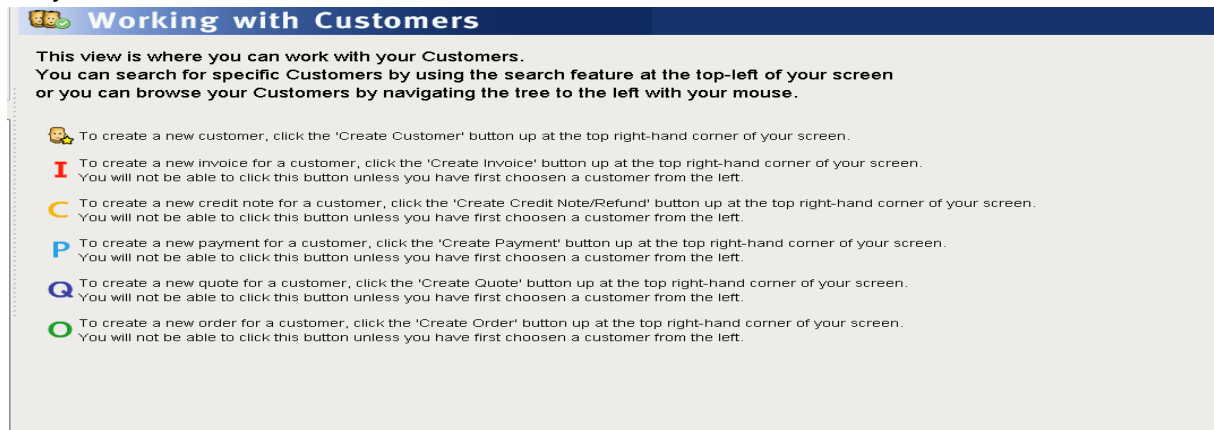 Working with Customers
This view is where you can work with your Customers.
You can search for specific Customers by using the search feature at the top-left of your screen
or you can browse your Customers by navigating the tree to the left with your mouse.
To create a new customer, click the 'Create Customer' button up at the top right-hand corner of your screen.
I To create a new invoice for a customer, click the 'Create Invoice' button up at the top right-hand corner of your screen.
You will not be able to click this button unless you have first choosen a customer from the left.
C To create a new credit note for a customer, click the 'Create Credit Note/Refund' button up at the top right-hand corner of your screen.
You will not be able to click this button unless you have first choosen a customer from the left.
P To create a new payment for a customer, click the 'Create Payment' button up at the top right-hand corner of your screen.
You will not be able to click this button unless you have first choosen a customer from the left.
Q To create a new quote for a customer, click the 'Create Quote' button up at the top right-hand corner of your screen.
You will not be able to click this button unless you have first choosen a customer from the left.
O To create a new order for a customer, click the 'Create Order' button up at the top right-hand corner of your screen.
You will not be able to click this button unless you have first choosen a customer from the left.